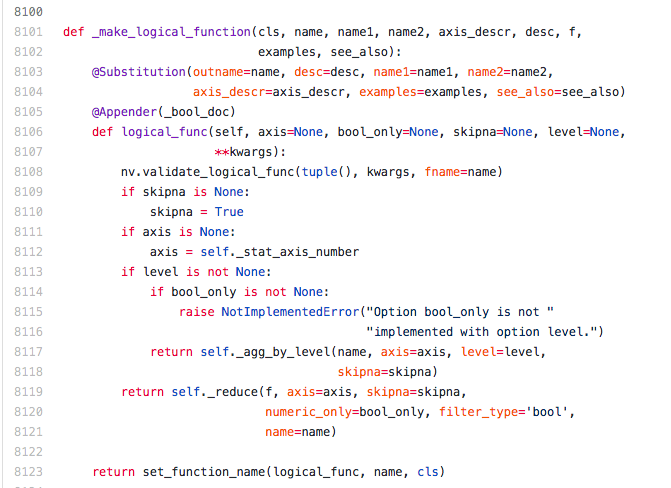 8100
8101 def _make_logical_function(cls, name, name1, name2, axis_descr, desc, f,
8102                            examples, see_also):
8103     @Substitution(outname=name, desc=desc, name1=name1, name2=name2,
8104                   axis_descr=axis_descr, examples=examples, see_also=see_also)
8105     @Appender(_bool_doc)
8106     def logical_func(self, axis=None, bool_only=None, skipna=None, level=None,
8107                      **kwargs):
8108         nv.validate_logical_func(tuple(), kwargs, fname=name)
8109         if skipna is None:
8110             skipna = True
8111         if axis is None:
8112             axis = self._stat_axis_number
8113         if level is not None:
8114             if bool_only is not None:
8115                 raise NotImplementedError("Option bool_only is not "
8116                                           "implemented with option level.")
8117             return self._agg_by_level(name, axis=axis, level=level,
8118                                       skipna=skipna)
8119         return self._reduce(f, axis=axis, skipna=skipna,
8120                             numeric_only=bool_only, filter_type='bool',
8121                             name=name)
8122
8123     return set_function_name(logical_func, name, cls)